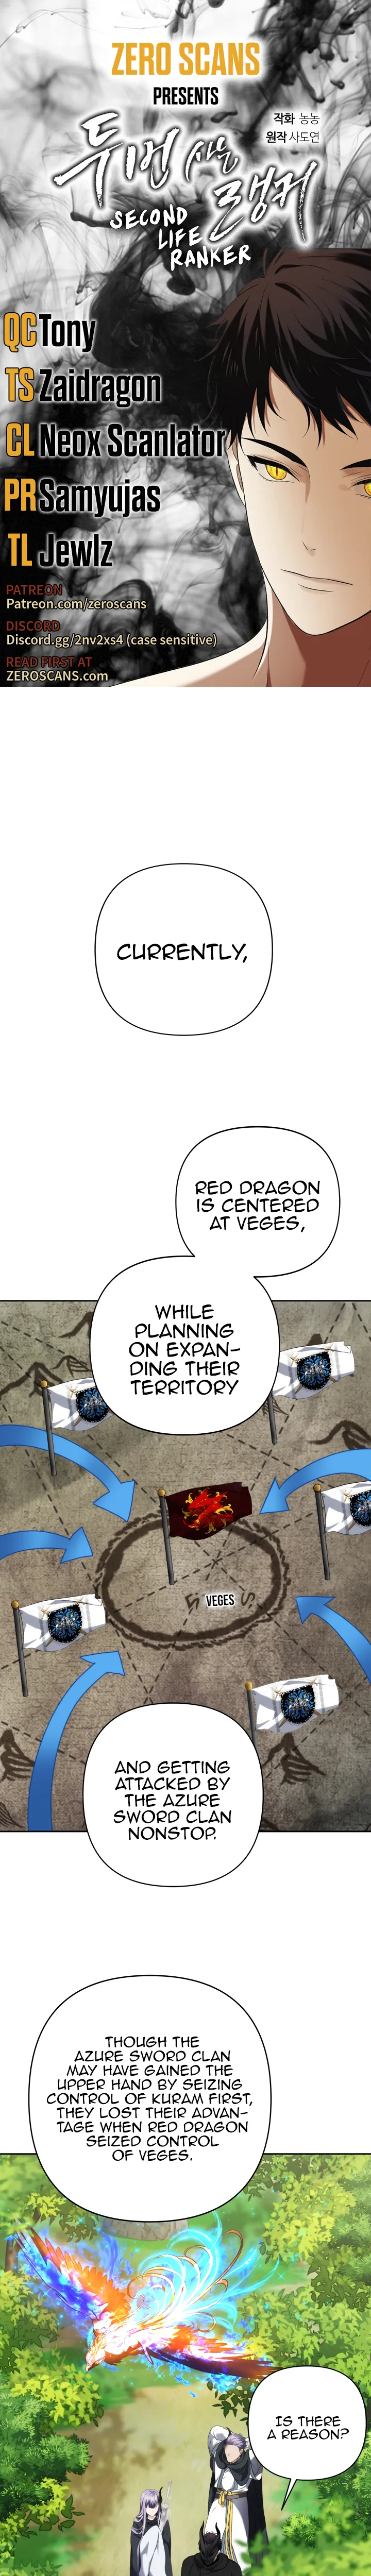 ZERO SCANS
PRESENTS
작화 농농
원작 사도연
두 번 사는
랭커
SECOND
LIFE
RANKER
QC Tony
TS Zaidragon
CL Neox Scanlator
PR Samyujas
TL Jewlz
PATREON
Patreon.com/zeroscans
DISCORD
Discord.gg/2nv2xs4 (case sensitive)
READ FIRST AT
ZEROSCANS.com
CURRENTLY,
RED DRAGON
IS CENTERED
AT VEGES,
WHILE
PLANNING
ON EXPAN-
DING THEIR
TERRITORY
VEGES
AND GETTING
ATTACKED BY
THE AZURE
SWORD CLAN
NONSTOP.
THOUGH THE
AZURE SWORD CLAN
MAY HAVE GAINED THE
UPPER HAND BY SEIZING
CONTROL OF KURAM FIRST,
THEY LOST THEIR ADVAN-
TAGE WHEN RED DRAGON
SEIZED CONTROL
OF VEGES.
IS THERE
A REASON?